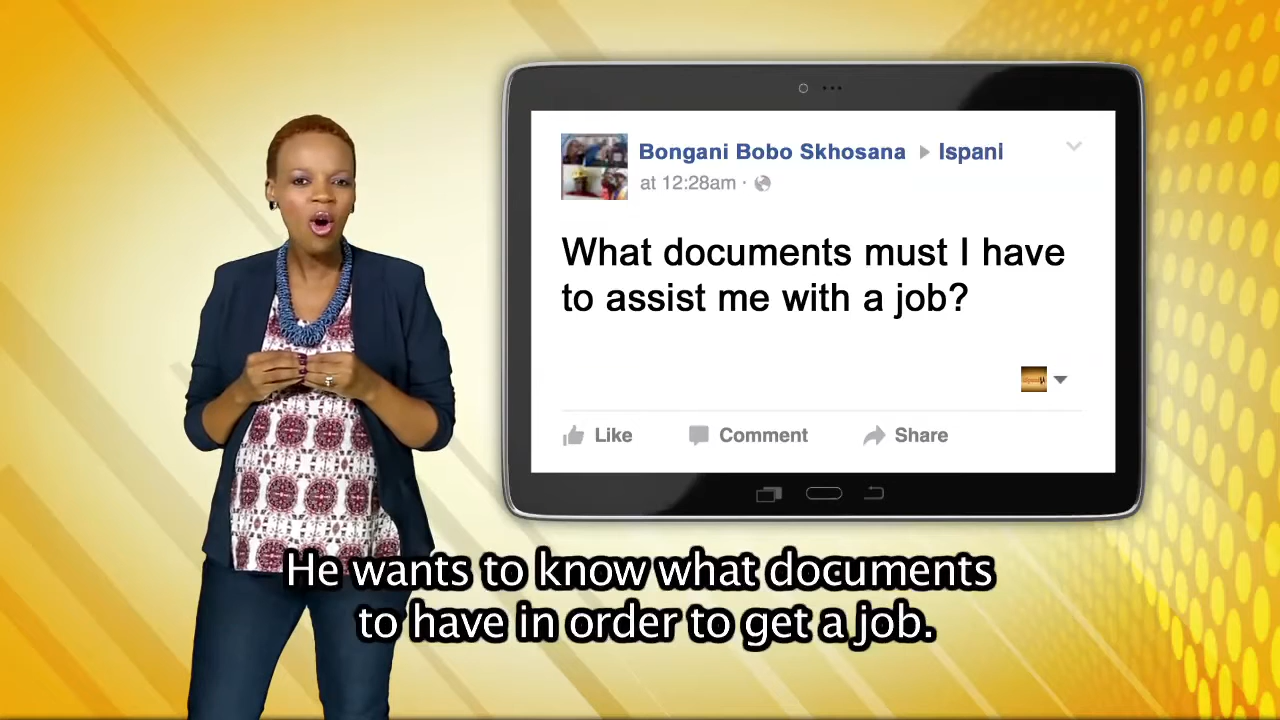 Bongani Bobo Skhosana Ispani
at 12:28am ·
What documents must I have
to assist me with a job?
Like Comment Share
He wants to know what documents
to have in order to get a job.